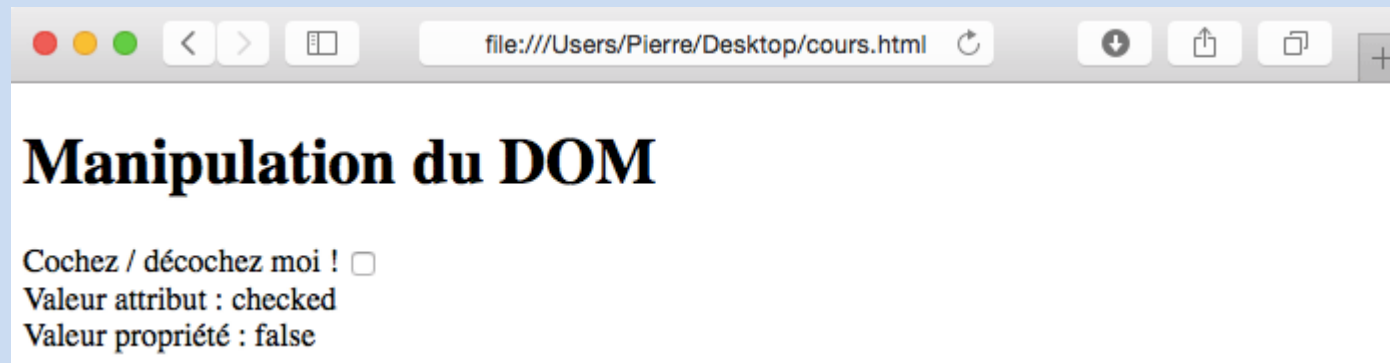 file:///Users/Pierre/Desktop/cours.html
Manipulation du DOM
Cochez / décochez moi !
Valeur attribut : checked
Valeur propriété : false